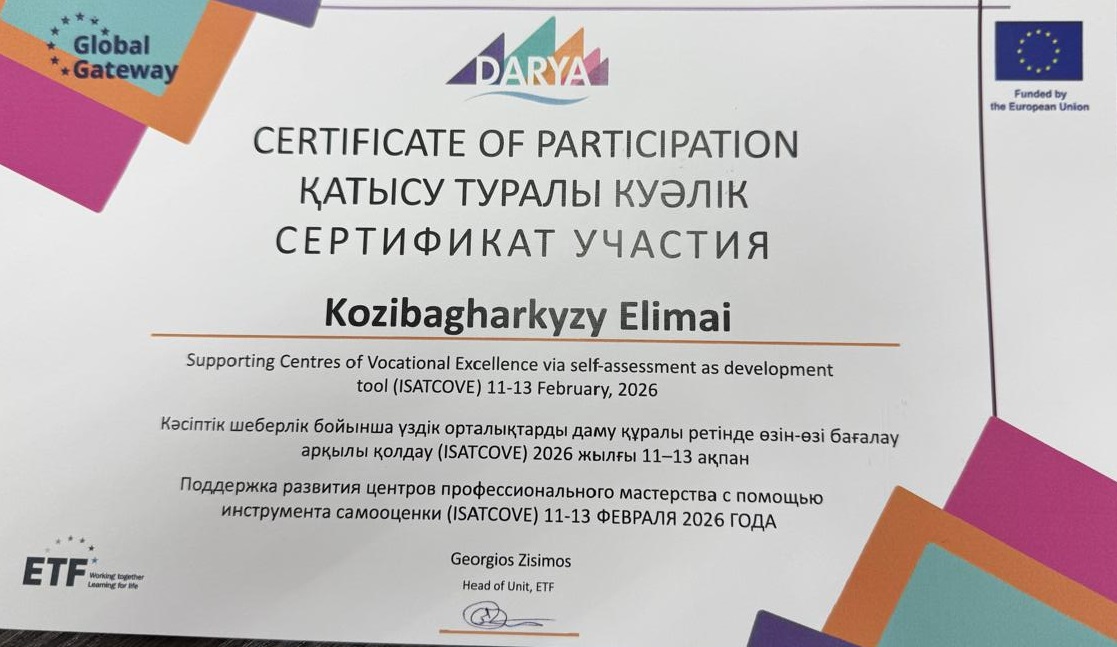 Global
Gateway
DARYA
Funded by
the European Union
CERTIFICATE OF PARTICIPATION
ҚАТЫСУ ТУРАЛЫ КУӘЛІК
СЕРТИФИКАТ УЧАСТИЯ
Kozibagharkyzy Elimai
Supporting Centres of Vocational Excellence via self-assessment as development
tool (ISATCOVE) 11-13 February, 2026
Кәсіптік шеберлік бойынша үздік орталықтарды даму құралы ретінде өзін-өзі бағалау
арқылы қолдау (ISATCOVE) 2026 жылғы 11–13 ақпан
Поддержка развития центров профессионального мастерства с помощью
инструмента самооценки (ISATCOVE) 11-13 ФЕВРАЛЯ 2026 ГОДА
Georgios Zisimos
Head of Unit, ETF
ETF
Working together
Learning for life